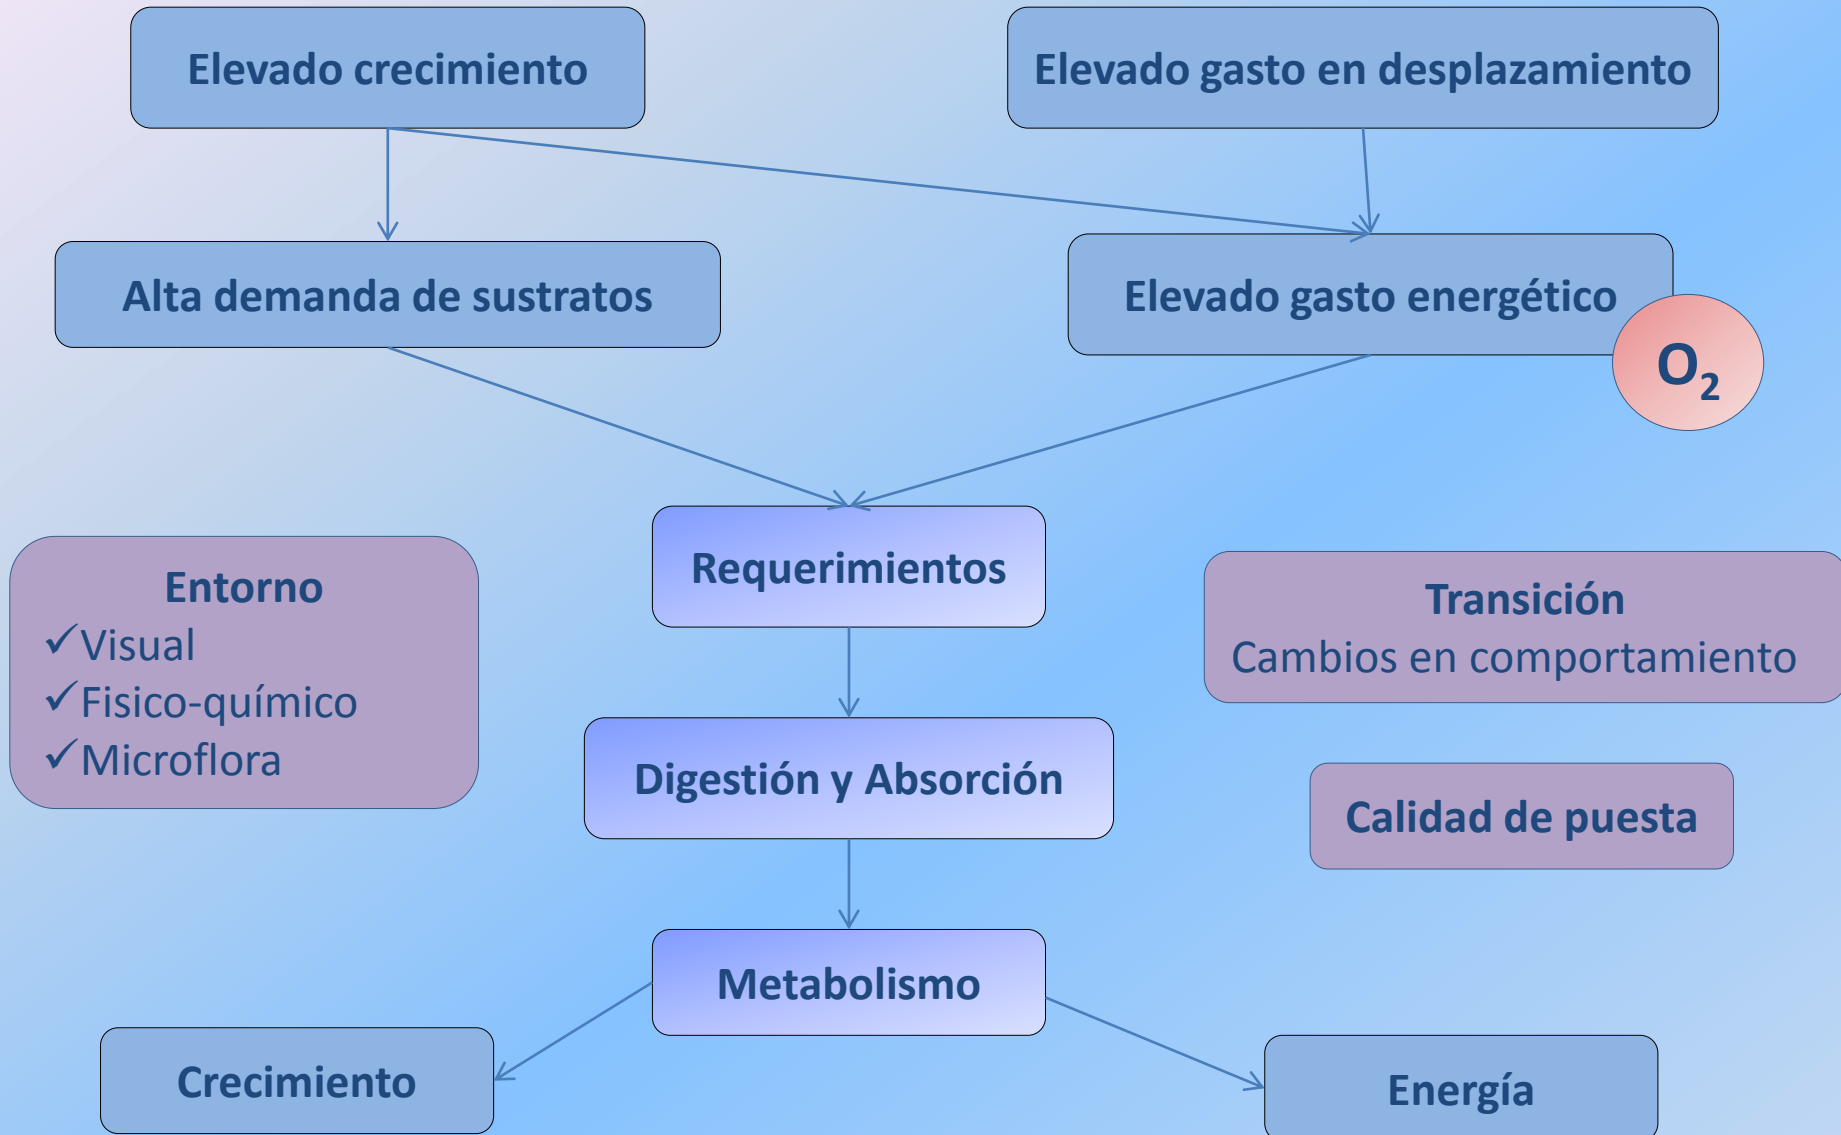 Elevado crecimiento
Elevado gasto en desplazamiento
Alta demanda de sustratos
Elevado gasto energético
O₂
Requerimientos
Entorno
✓Visual
✓Fisico-químico
✓Microflora
Transición
Cambios en comportamiento
Digestión y Absorción
Calidad de puesta
Metabolismo
Crecimiento
Energía